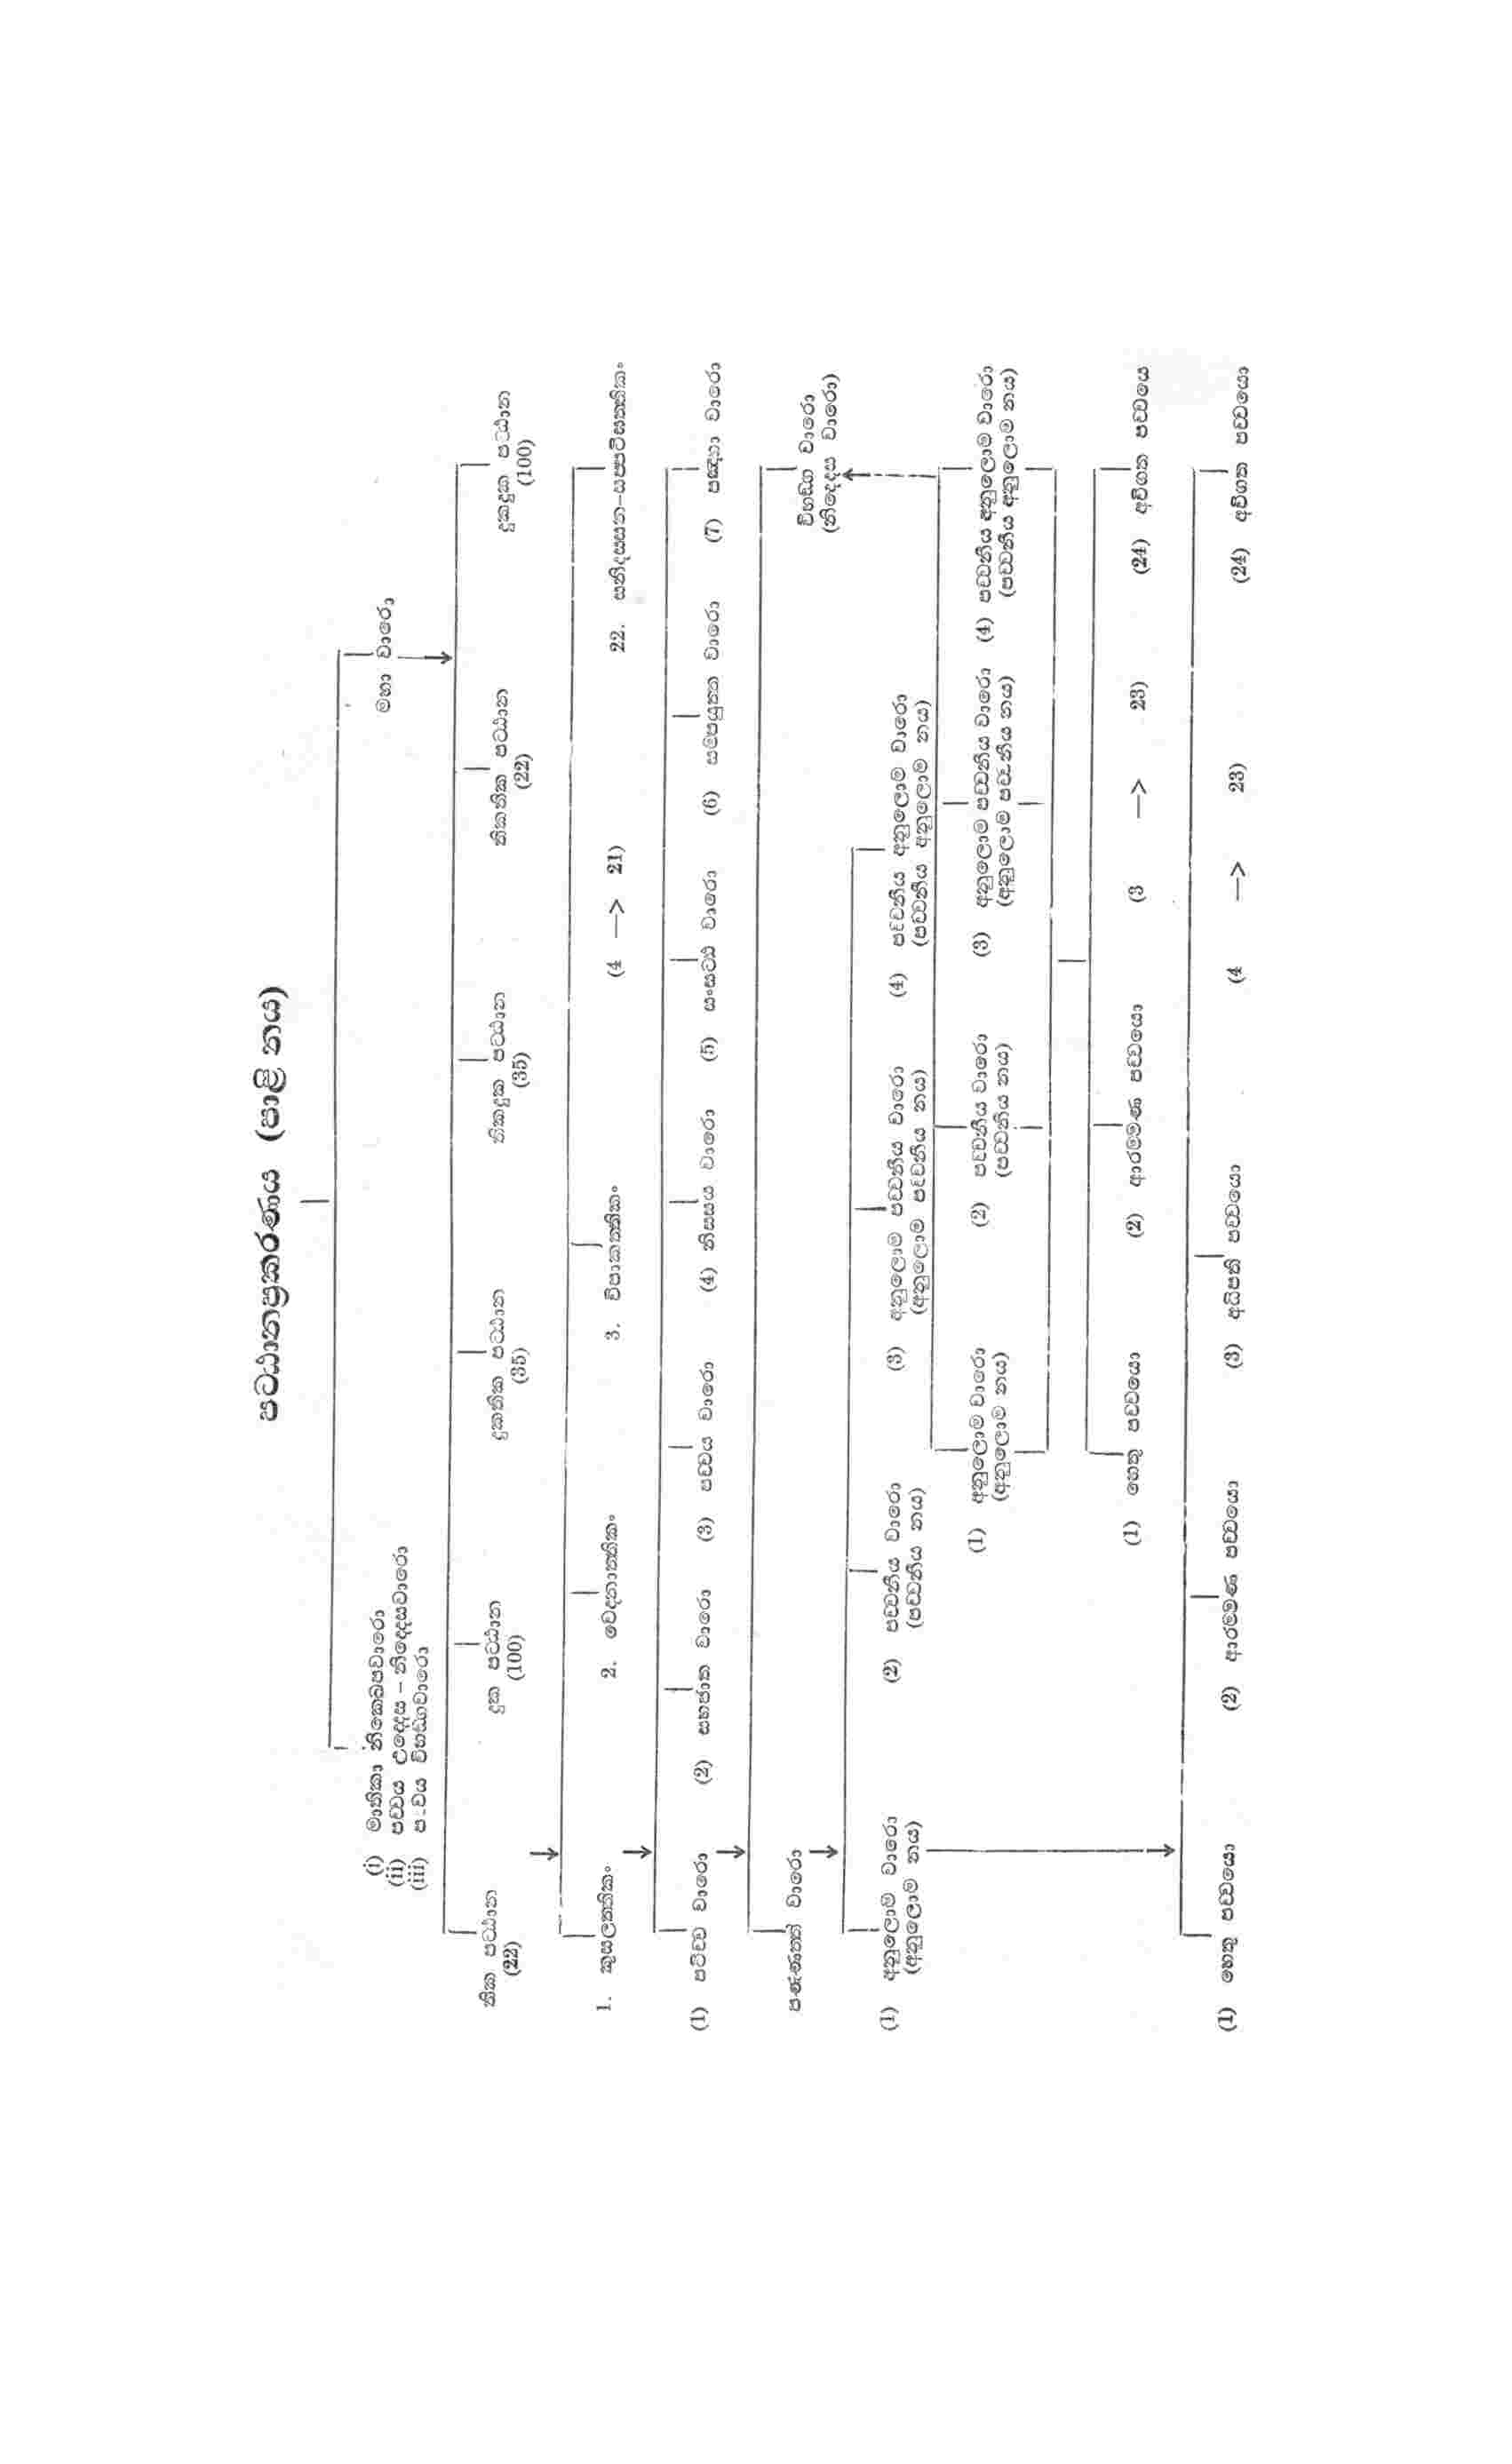 පට්ඨානප්‍රකරණය (පාළි නය)
(i) මාතිකා නික්ඛෙපවාරො
(ii) පච්චය උද්දෙස – නිද්දෙසවාරො
(iii) පච්චය විභඞ්ගවාරො
මහා වාරො
තික පට්ඨාන
(22)
දුක පට්ඨාන
(100)
දුකතික පට්ඨාන
(35)
තිකදුක පට්ඨාන
(35)
තිකතික පට්ඨාන
(22)
දුකදුක පට්ඨාන
(100)
1. කුසලත්තිකං
2. වේදනාත්තිකං
3. විපාකත්තිකං
(4 —> 21)
22. සනිදස්සන-සප්පටිඝත්තිකං
(1) පටිච්ච වාරො
(2) සහජාත වාරො
(3) පච්චය වාරො
(4) නිස්සය වාරො
(5) සංසට්ඨ වාරො
(6) සම්පයුත්ත වාරො
(7) පඤ්හා වාරො
පණ්ණත්ති වාරො
විභඞ්ග වාරො
(නිද්දෙස වාරො)
(1) අනුලොම වාරො
(අනුලොම නය)
(2) පච්චනීය වාරො
(පච්චනීය නය)
(3) අනුලොම පච්චනීය වාරො
(අනුලොම පච්චනීය නය)
(4) පච්චනීය අනුලොම වාරො
(පච්චනීය අනුලොම නය)
(1) අනුලොම වාරො
(අනුලොම නය)
(2) පච්චනීය වාරො
(පච්චනීය නය)
(3) අනුලොම පච්චනීය වාරො
(අනුලොම පච්චනීය නය)
(4) පච්චනීය අනුලොම වාරො
(පච්චනීය අනුලොම නය)
(1) හෙතු පච්චයො
(2) ආරම්මණ පච්චයො
(3 —> 23)
(24) අවිගත පච්චයෙ
(1) හෙතු පච්චයො
(2) ආරම්මණ පච්චයො
(3) අධිපති පච්චයො
(4 —> 23)
(24) අවිගත පච්චයො